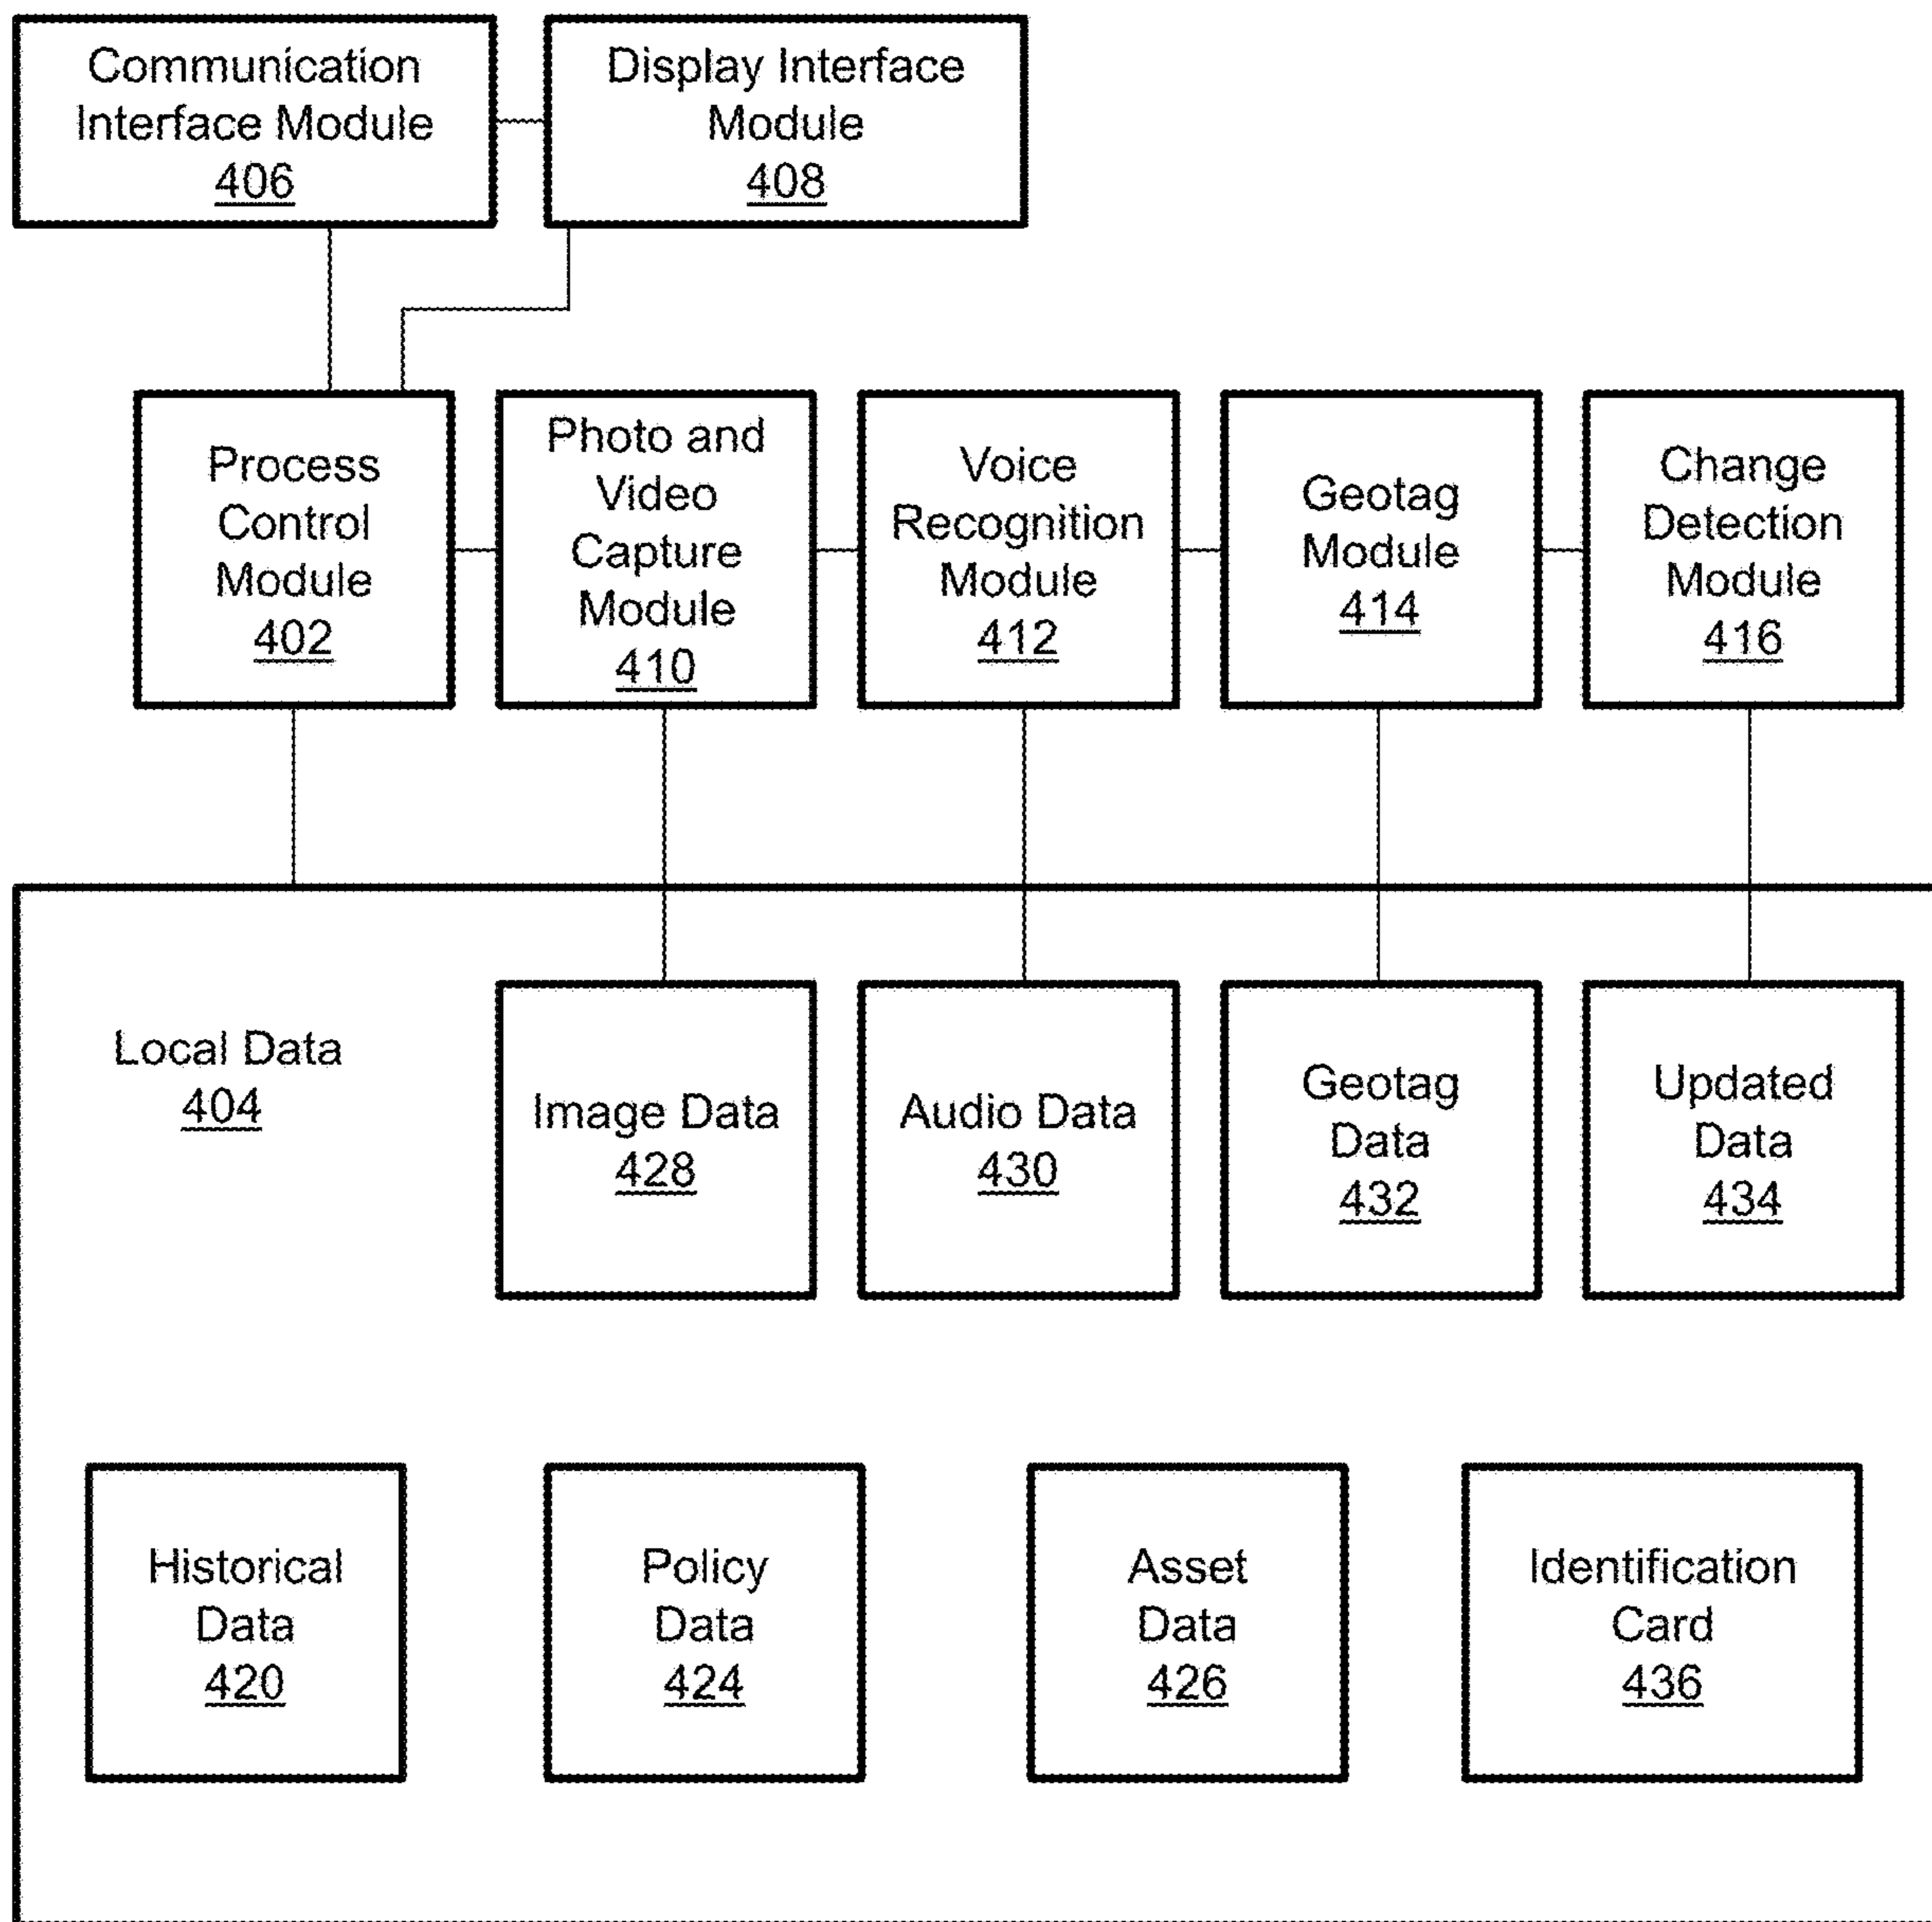 Communication
Interface Module
406
Display Interface
Module
408
Process
Control
Module
402
Photo and
Video
Capture
Module
410
Voice
Recognition
Module
412
Geotag
Module
414
Change
Detection
Module
416
Local Data
404
Image Data
428
Audio Data
430
Geotag
Data
432
Updated
Data
434
Historical
Data
420
Policy
Data
424
Asset
Data
426
Identification
Card
436